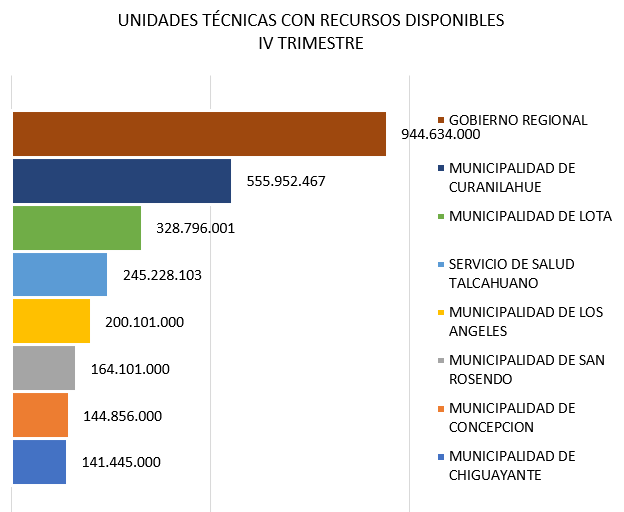 UNIDADES TÉCNICAS CON RECURSOS DISPONIBLES
IV TRIMESTRE
944.634.000
555.952.467
328.796.001
245.228.103
200.101.000
164.101.000
144.856.000
141.445.000
GOBIERNO REGIONAL
MUNICIPALIDAD DE
CURANILAHUE
MUNICIPALIDAD DE LOTA
SERVICIO DE SALUD
TALCAHUANO
MUNICIPALIDAD DE LOS
ANGELES
MUNICIPALIDAD DE SAN
ROSENDO
MUNICIPALIDAD DE
CONCEPCION
MUNICIPALIDAD DE
CHIGUAYANTE